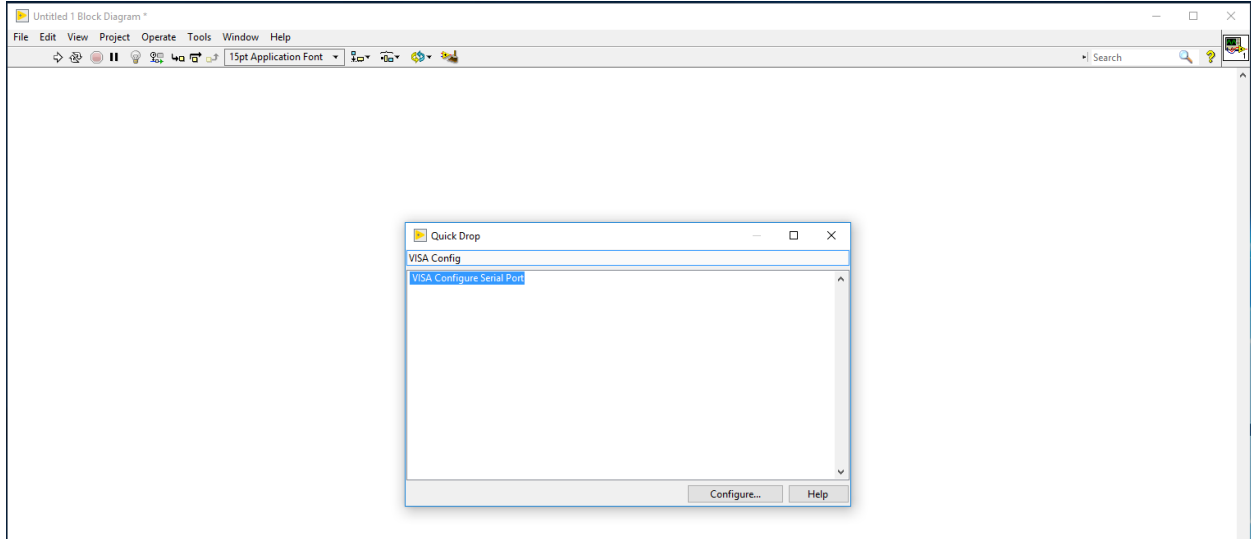 Untitled 1 Block Diagram *
File Edit View Project Operate Tools Window Help
15pt Application Font
Search
1
Quick Drop
VISA Config
VISA Configure Serial Port
Configure...
Help